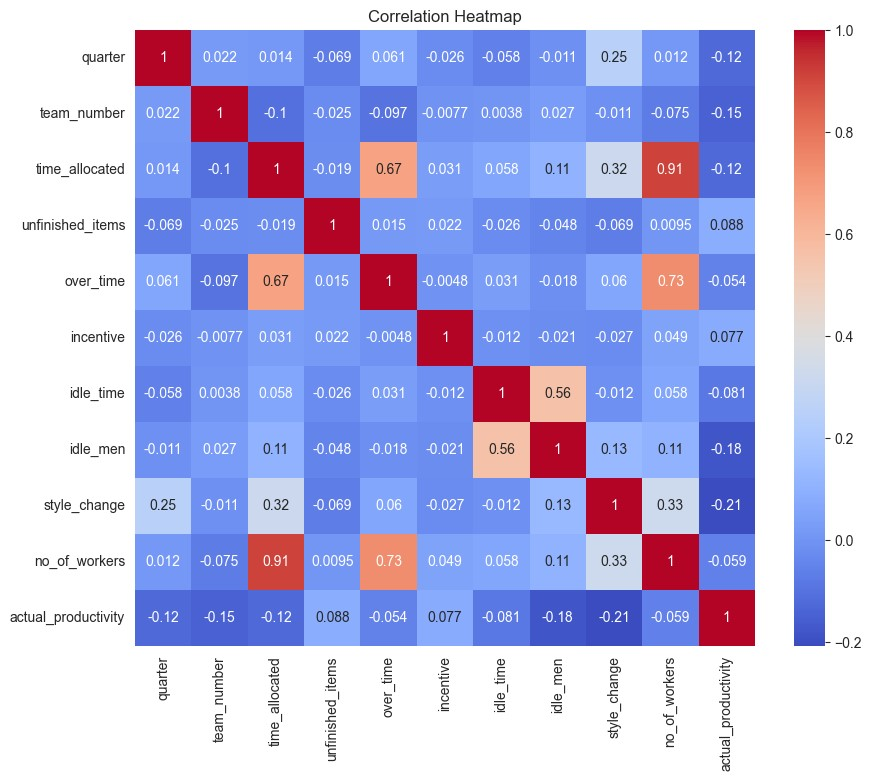 Correlation Heatmap
quarter 1 0.022 0.014 -0.069 0.061 -0.026 -0.058 -0.011 0.25 0.012 -0.12
team_number 0.022 1 -0.1 -0.025 -0.097 -0.0077 0.0038 0.027 -0.011 -0.075 -0.15
time_allocated 0.014 -0.1 1 -0.019 0.67 0.031 0.058 0.11 0.32 0.91 -0.12
unfinished_items -0.069 -0.025 -0.019 1 0.015 0.022 -0.026 -0.048 -0.069 0.0095 0.088
over_time 0.061 -0.097 0.67 0.015 1 -0.0048 0.031 -0.018 0.06 0.73 -0.054
incentive -0.026 -0.0077 0.031 0.022 -0.0048 1 -0.012 -0.021 -0.027 0.049 0.077
idle_time -0.058 0.0038 0.058 -0.026 0.031 -0.012 1 0.56 -0.012 0.058 -0.081
idle_men -0.011 0.027 0.11 -0.048 -0.018 -0.021 0.56 1 0.13 0.11 -0.18
style_change 0.25 -0.011 0.32 -0.069 0.06 -0.027 -0.012 0.13 1 0.33 -0.21
no_of_workers 0.012 -0.075 0.91 0.0095 0.73 0.049 0.058 0.11 0.33 1 -0.059
actual_productivity -0.12 -0.15 -0.12 0.088 -0.054 0.077 -0.081 -0.18 -0.21 -0.059 1
quarter
team_number
time_allocated
unfinished_items
over_time
incentive
idle_time
idle_men
style_change
no_of_workers
actual_productivity
1.0
0.8
0.6
0.4
0.2
0.0
−0.2